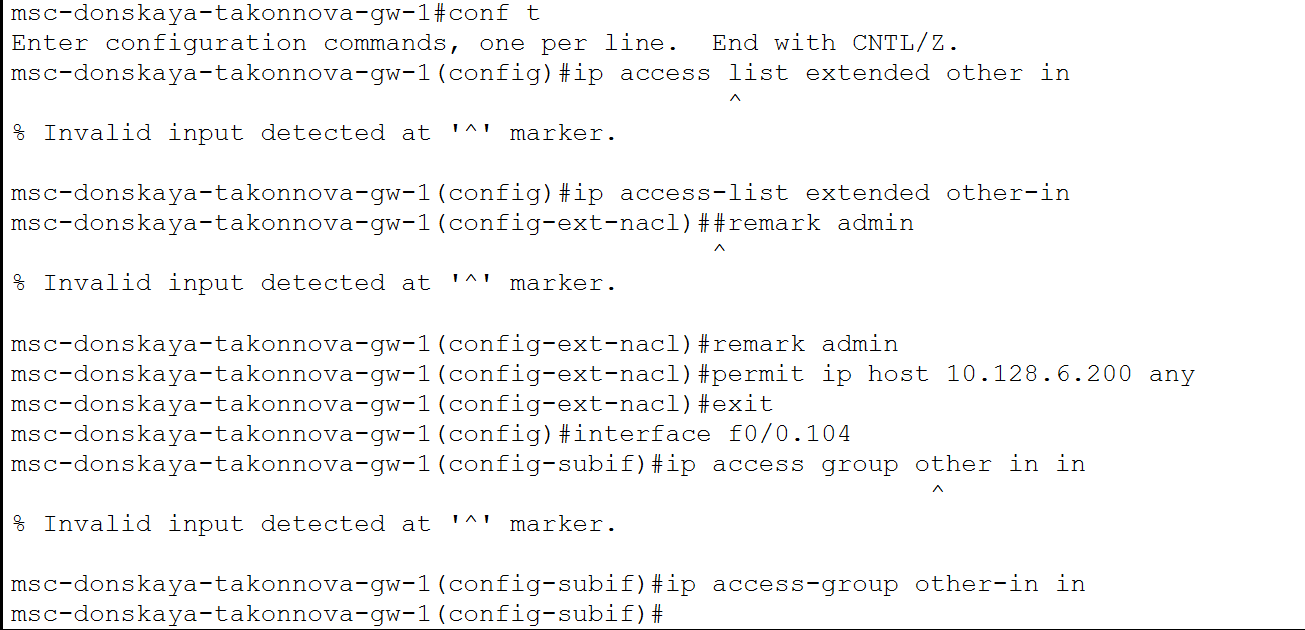 msc-donskaya-takonnova-gw-1#conf t
Enter configuration commands, one per line.  End with CNTL/Z.
msc-donskaya-takonnova-gw-1(config)#ip access list extended other in
                                              ^
% Invalid input detected at '^' marker.
msc-donskaya-takonnova-gw-1(config)#ip access-list extended other-in
msc-donskaya-takonnova-gw-1(config-ext-nacl)##remark admin
                                             ^
% Invalid input detected at '^' marker.
msc-donskaya-takonnova-gw-1(config-ext-nacl)#remark admin
msc-donskaya-takonnova-gw-1(config-ext-nacl)#permit ip host 10.128.6.200 any
msc-donskaya-takonnova-gw-1(config-ext-nacl)#exit
msc-donskaya-takonnova-gw-1(config)#interface f0/0.104
msc-donskaya-takonnova-gw-1(config-subif)#ip access group other in in
                                                           ^
% Invalid input detected at '^' marker.
msc-donskaya-takonnova-gw-1(config-subif)#ip access-group other-in in
msc-donskaya-takonnova-gw-1(config-subif)#